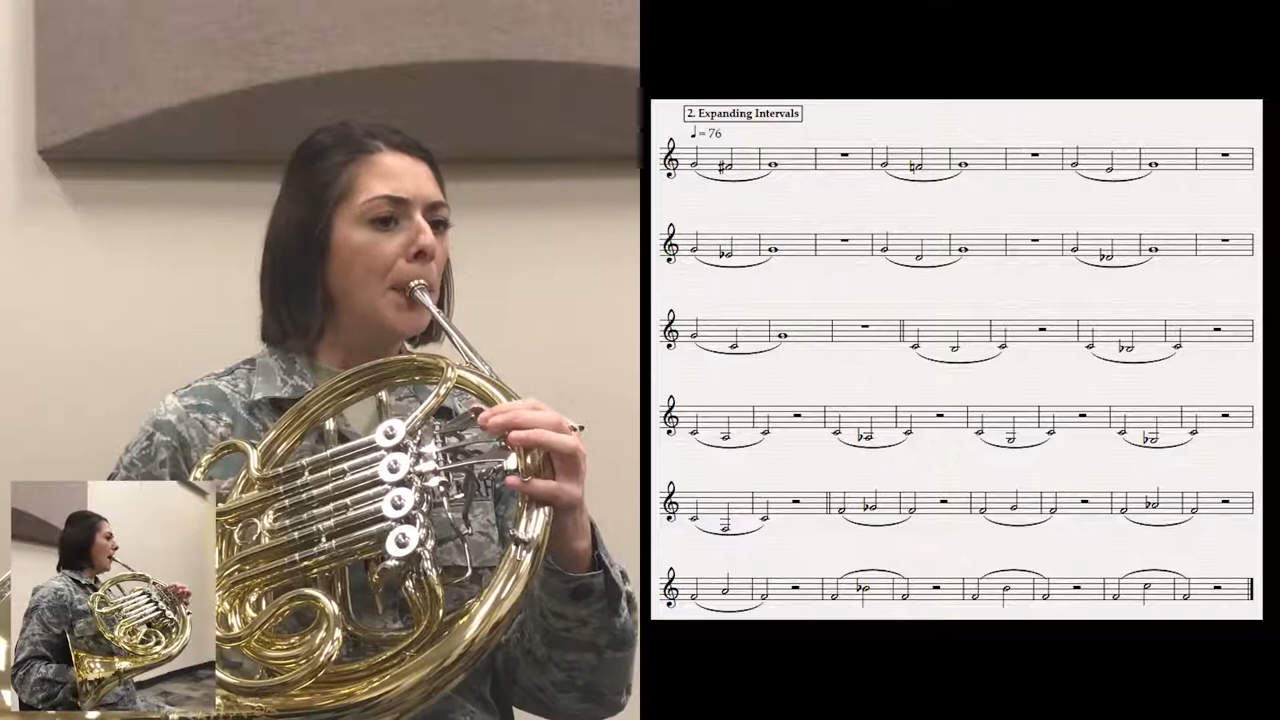 2. Expanding Intervals
♩ = 76